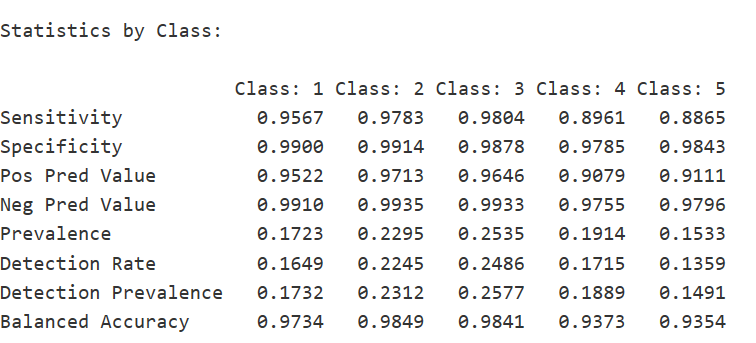 Statistics by Class:
                     Class: 1 Class: 2 Class: 3 Class: 4 Class: 5
Sensitivity            0.9567   0.9783   0.9804   0.8961   0.8865
Specificity            0.9900   0.9914   0.9878   0.9785   0.9843
Pos Pred Value         0.9522   0.9713   0.9646   0.9079   0.9111
Neg Pred Value         0.9910   0.9935   0.9933   0.9755   0.9796
Prevalence             0.1723   0.2295   0.2535   0.1914   0.1533
Detection Rate         0.1649   0.2245   0.2486   0.1715   0.1359
Detection Prevalence   0.1732   0.2312   0.2577   0.1889   0.1491
Balanced Accuracy      0.9734   0.9849   0.9841   0.9373   0.9354